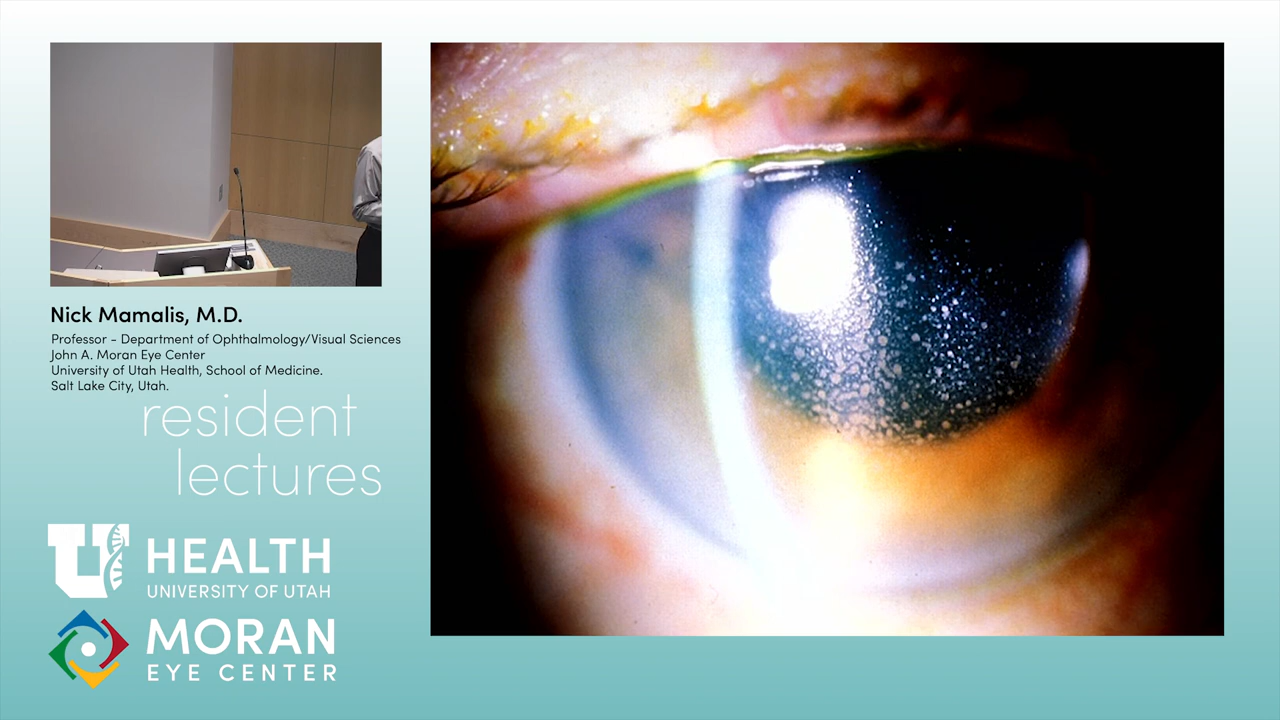 Nick Mamalis, M.D.
Professor - Department of Ophthalmology/Visual Sciences
John A. Moran Eye Center
University of Utah Health, School of Medicine.
Salt Lake City, Utah.
resident
lectures
U HEALTH
UNIVERSITY OF UTAH
MORAN
EYE CENTER